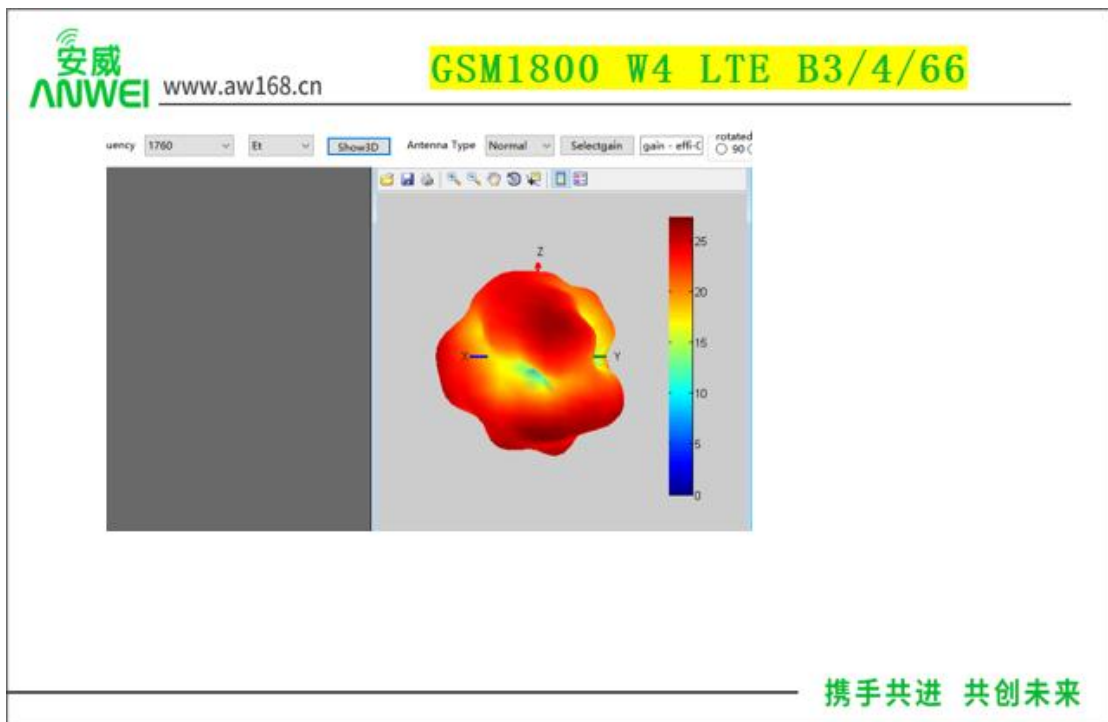 安威
ANWEI www.aw168.cn
GSM1800 W4 LTE B3/4/66
uency 1760 Et Show3D Antenna Type Normal Selectgain gain - effi-C rotated
90
Z
X
Y
25
20
15
10
5
0
携手共进 共创未来